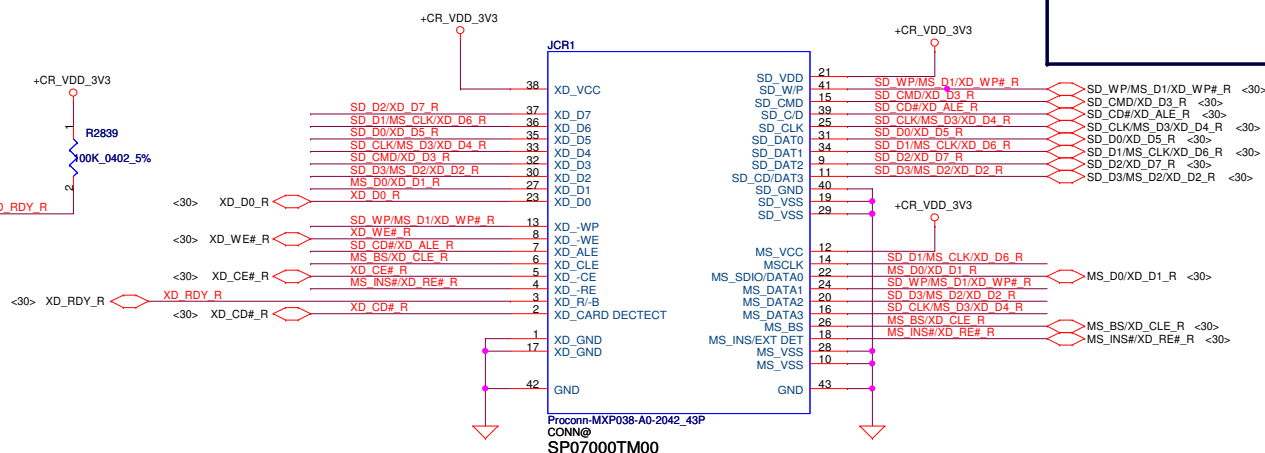 +CR_VDD_3V3
+CR_VDD_3V3
+CR_VDD_3V3
JCR1
1
R2839
100K_0402_5%
2
D_RDY_R
38 XD_VCC
SD_D2/XD_D7_R 37 XD_D7
SD_D1/MS_CLK/XD_D6_R 36 XD_D6
SD_D0/XD_D5_R 35 XD_D5
SD_CLK/MS_D3/XD_D4_R 33 XD_D4
SD_CMD/XD_D3_R 32 XD_D3
SD_D3/MS_D2/XD_D2_R 30 XD_D2
MS_D0/XD_D1_R 27 XD_D1
<30> XD_D0_R XD_D0_R 23 XD_D0
SD_WP/MS_D1/XD_WP#_R 13 XD_-WP
<30> XD_WE#_R XD_WE#_R 8 XD_-WE
SD_CD#/XD_ALE_R 7 XD_ALE
MS_BS/XD_CLE_R 6 XD_CLE
<30> XD_CE#_R XD_CE#_R 5 XD_-CE
MS_INS#/XD_RE#_R 4 XD_-RE
<30> XD_RDY_R XD_RDY_R 3 XD_R/-B
<30> XD_CD#_R XD_CD#_R 2 XD_CARD DECTECT
1 XD_GND
17 XD_GND
42 GND
SD_VDD 21
SD_W/P 41 SD_WP/MS_D1/XD_WP#_R SD_WP/MS_D1/XD_WP#_R <30>
SD_CMD 15 SD_CMD/XD_D3_R SD_CMD/XD_D3_R <30>
SD_C/D 39 SD_CD#/XD_ALE_R SD_CD#/XD_ALE_R <30>
SD_CLK 25 SD_CLK/MS_D3/XD_D4_R SD_CLK/MS_D3/XD_D4_R <30>
SD_DAT0 31 SD_D0/XD_D5_R SD_D0/XD_D5_R <30>
SD_DAT1 34 SD_D1/MS_CLK/XD_D6_R SD_D1/MS_CLK/XD_D6_R <30>
SD_DAT2 9 SD_D2/XD_D7_R SD_D2/XD_D7_R <30>
SD_CD/DAT3 11 SD_D3/MS_D2/XD_D2_R SD_D3/MS_D2/XD_D2_R <30>
SD_GND 40
SD_VSS 19
SD_VSS 29
+CR_VDD_3V3
MS_VCC 12
MSCLK 14 SD_D1/MS_CLK/XD_D6_R
MS_SDIO/DATA0 22 MS_D0/XD_D1_R MS_D0/XD_D1_R <30>
MS_DATA1 24 SD_WP/MS_D1/XD_WP#_R
MS_DATA2 20 SD_D3/MS_D2/XD_D2_R
MS_DATA3 16 SD_CLK/MS_D3/XD_D4_R
MS_BS 26 MS_BS/XD_CLE_R MS_BS/XD_CLE_R <30>
MS_INS/EXT DET 18 MS_INS#/XD_RE#_R MS_INS#/XD_RE#_R <30>
MS_VSS 28
MS_VSS 10
GND 43
Proconn-MXP038-A0-2042_43P
CONN@
SP07000TM00